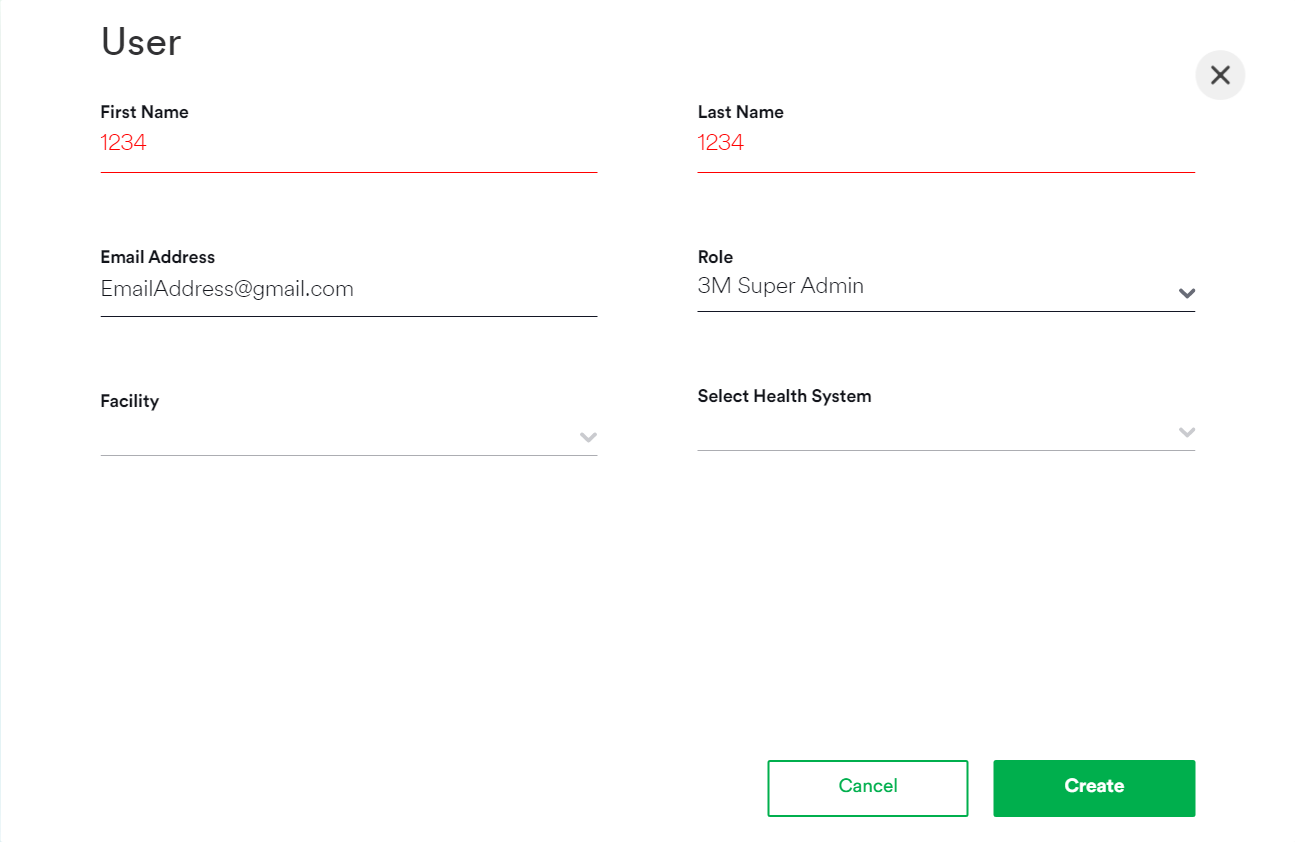 User
First Name
1234
Last Name
1234
Email Address
EmailAddress@gmail.com
Role
3M Super Admin
Facility
Select Health System
Cancel
Create